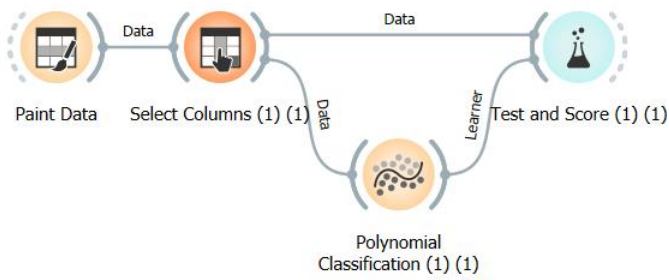 Data
Data
Paint Data
Select Columns (1) (1)
Data
Learner
Test and Score (1) (1)
Polynomial
Classification (1) (1)